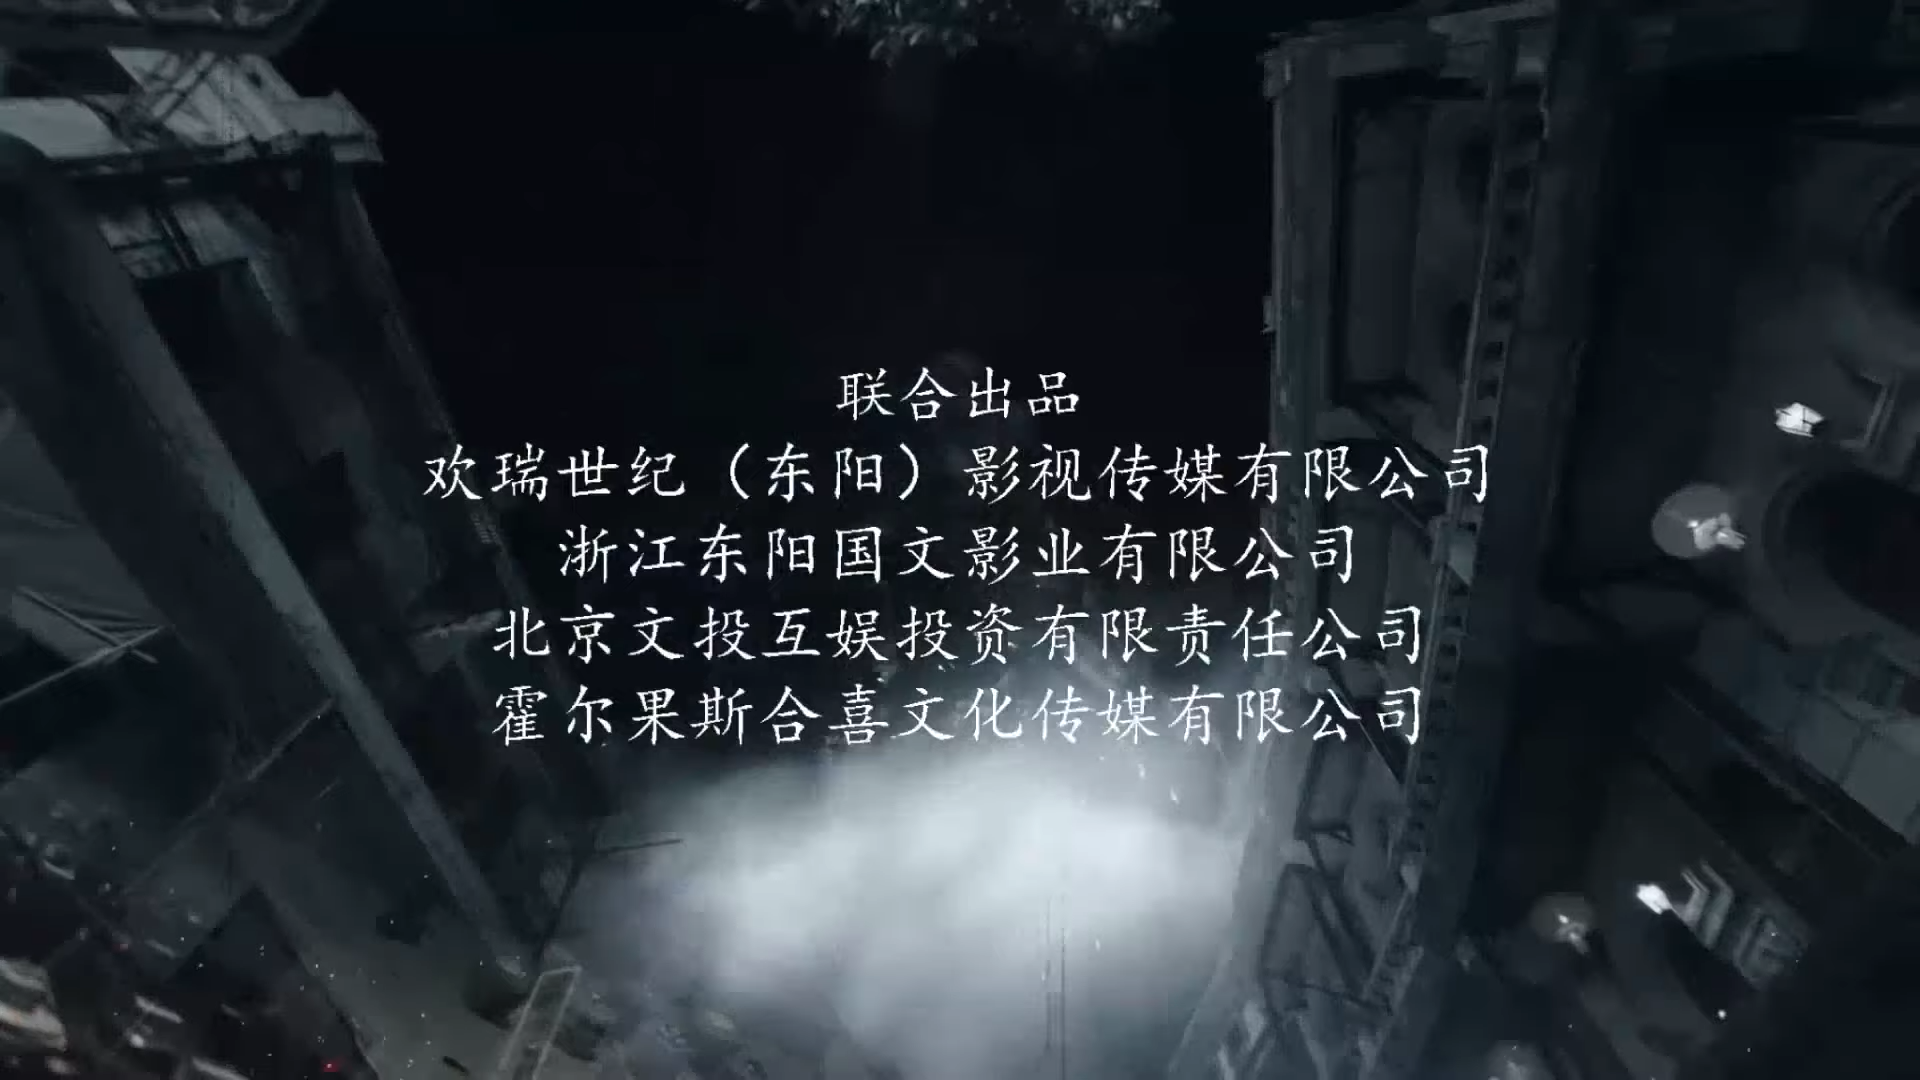 联合出品
欢瑞世纪（东阳）影视传媒有限公司
浙江东阳国文影业有限公司
北京文投互娱投资有限责任公司
霍尔果斯合喜文化传媒有限公司